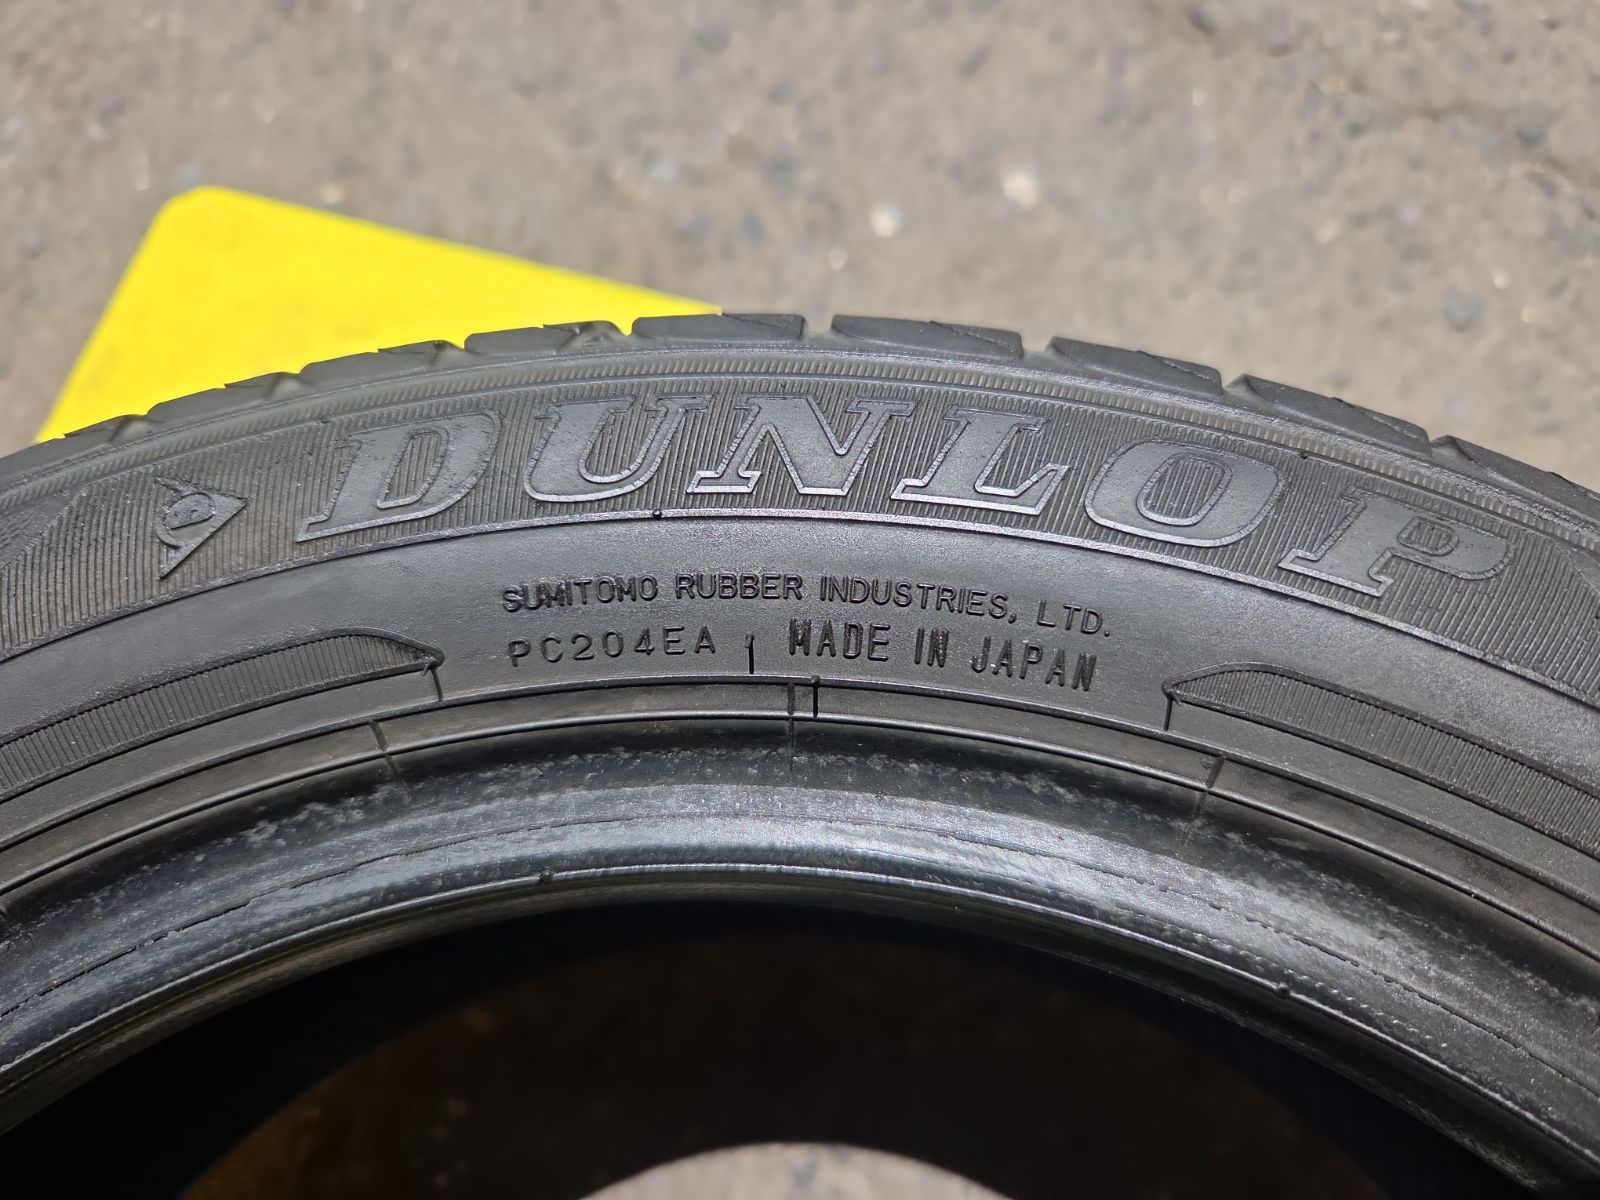 DUNLOP
SUMITOMO RUBBER INDUSTRIES, LTD.
PC204EA MADE IN JAPAN